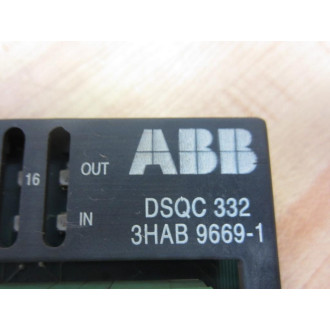 ABB
16
OUT
IN
DSQC 332
3HAB 9669-1